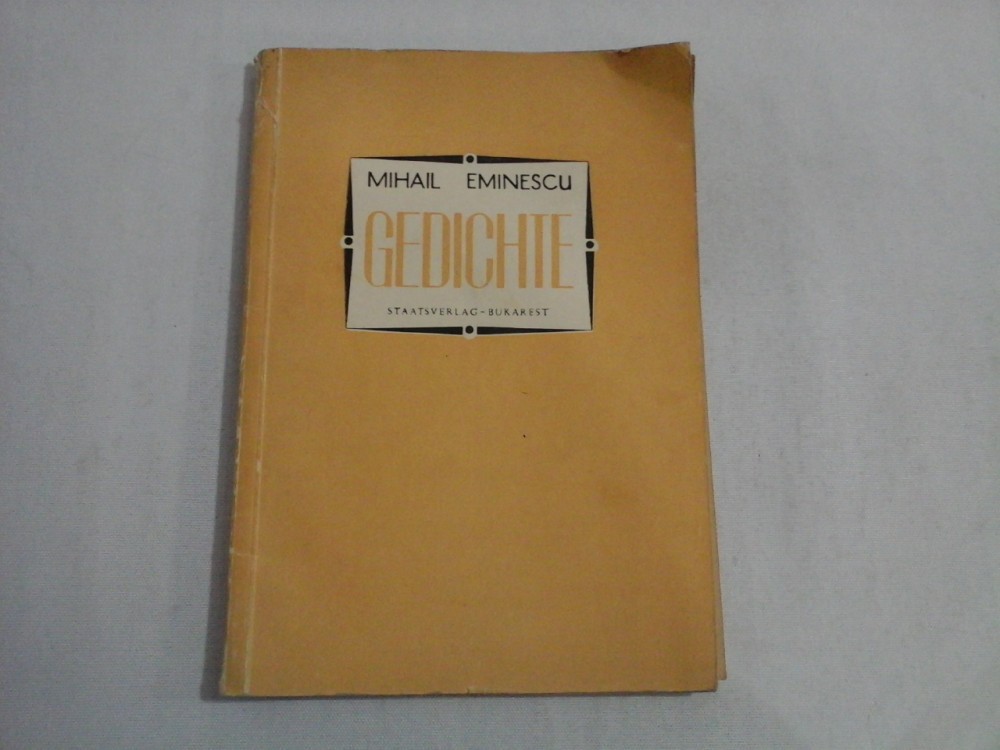 MIHAIL EMINESCU
GEDICHTE
STAATSVERLAG-BUKAREST